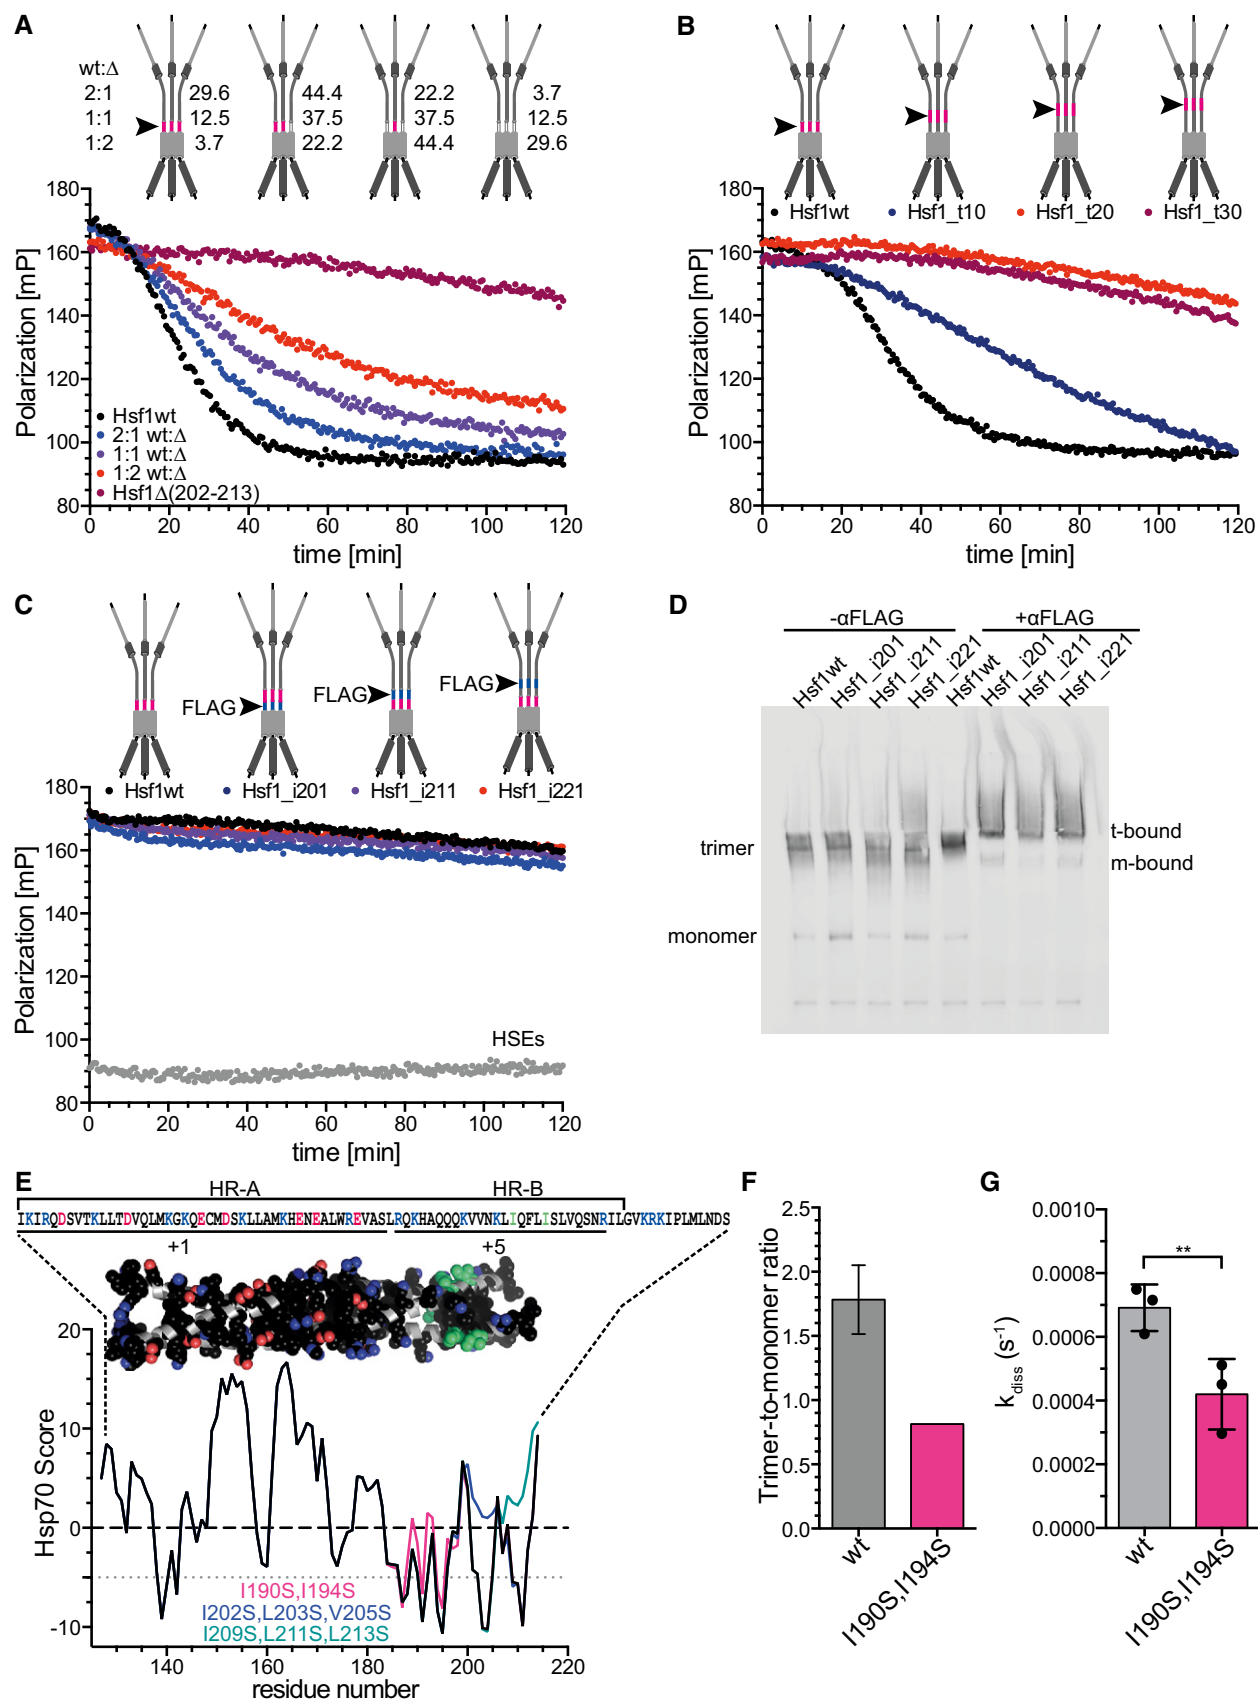 A
wt:Δ
2:1 29.6 44.4 22.2 3.7
1:1 12.5 37.5 37.5 12.5
1:2 3.7 22.2 44.4 29.6
Polarization [mP]
180
160
140
120
100
80
Hsf1wt
2:1 wt:Δ
1:1 wt:Δ
1:2 wt:Δ
Hsf1Δ(202-213)
0 20 40 60 80 100 120
time [min]
B
Hsf1wt Hsf1_t10 Hsf1_t20 Hsf1_t30
Polarization [mP]
180
160
140
120
100
80
0 20 40 60 80 100 120
time [min]
C
FLAG
FLAG
FLAG
Hsf1wt Hsf1_i201 Hsf1_i211 Hsf1_i221
Polarization [mP]
180
160
140
120
100
80
HSEs
0 20 40 60 80 100 120
time [min]
D
-αFLAG +αFLAG
Hsf1wt Hsf1_i201 Hsf1_i211 Hsf1_i221 Hsf1wt Hsf1_i201 Hsf1_i211 Hsf1_i221
trimer
monomer
t-bound
m-bound
E
HR-A HR-B
IKIRQDSVTKLLTDVQLMKGKQECMDSKLLAMKHENEALWREVASLRQKHAQQQKVVNKLIQFLISLVQSNRILGVKRKIPLMLNDS
+1 +5
Hsp70 Score
20
10
0
-10
I190S,I194S
I202S,L203S,V205S
I209S,L211S,L213S
140 160 180 200 220
residue number
F
Trimer-to-monomer ratio
2.5
2.0
1.5
1.0
0.5
0.0
wt
I190S,I194S
G
k_diss (s⁻¹)
0.0010
0.0008
0.0006
0.0004
0.0002
0.0000
**
wt
I190S,I194S